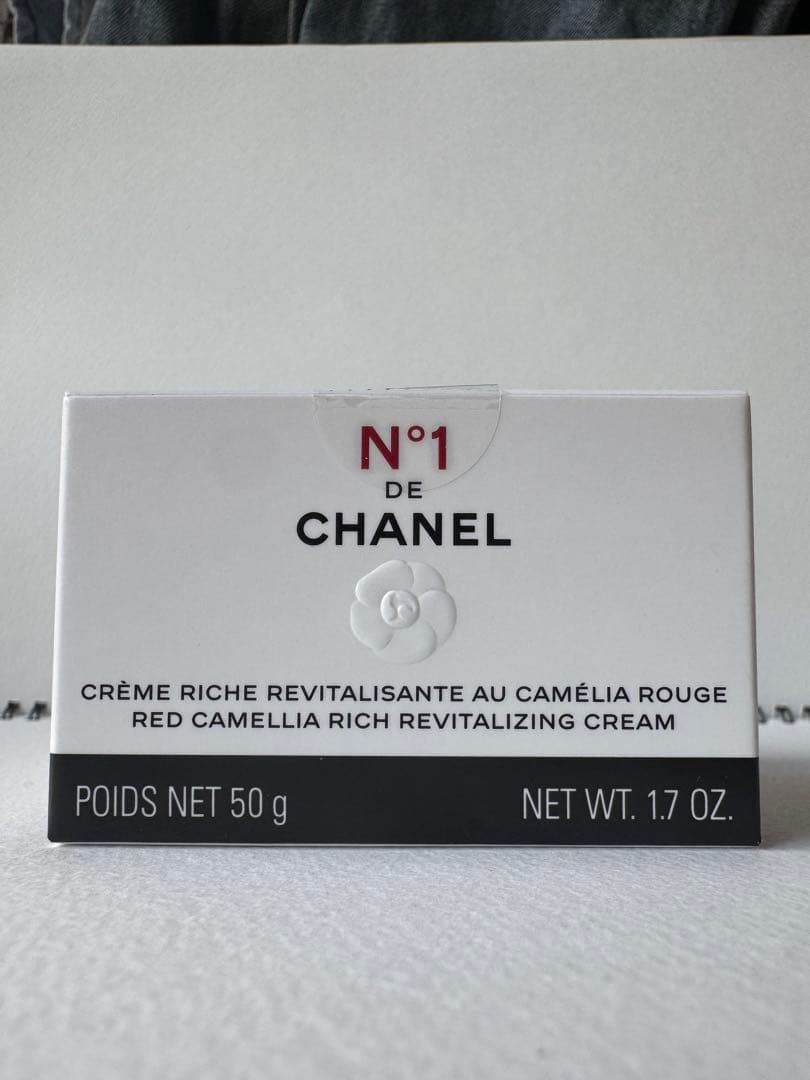 N°1
DE
CHANEL
CRÈME RICHE REVITALISANTE AU CAMÉLIA ROUGE
RED CAMELLIA RICH REVITALIZING CREAM
POIDS NET 50 g NET WT. 1.7 OZ.